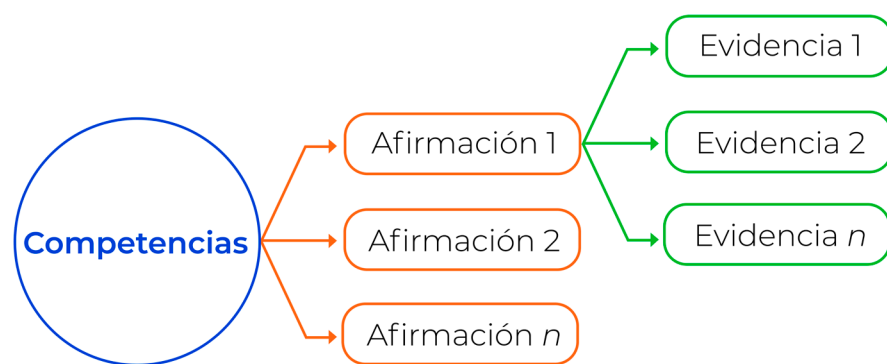 Competencias
Afirmación 1
Afirmación 2
Afirmación n
Evidencia 1
Evidencia 2
Evidencia n